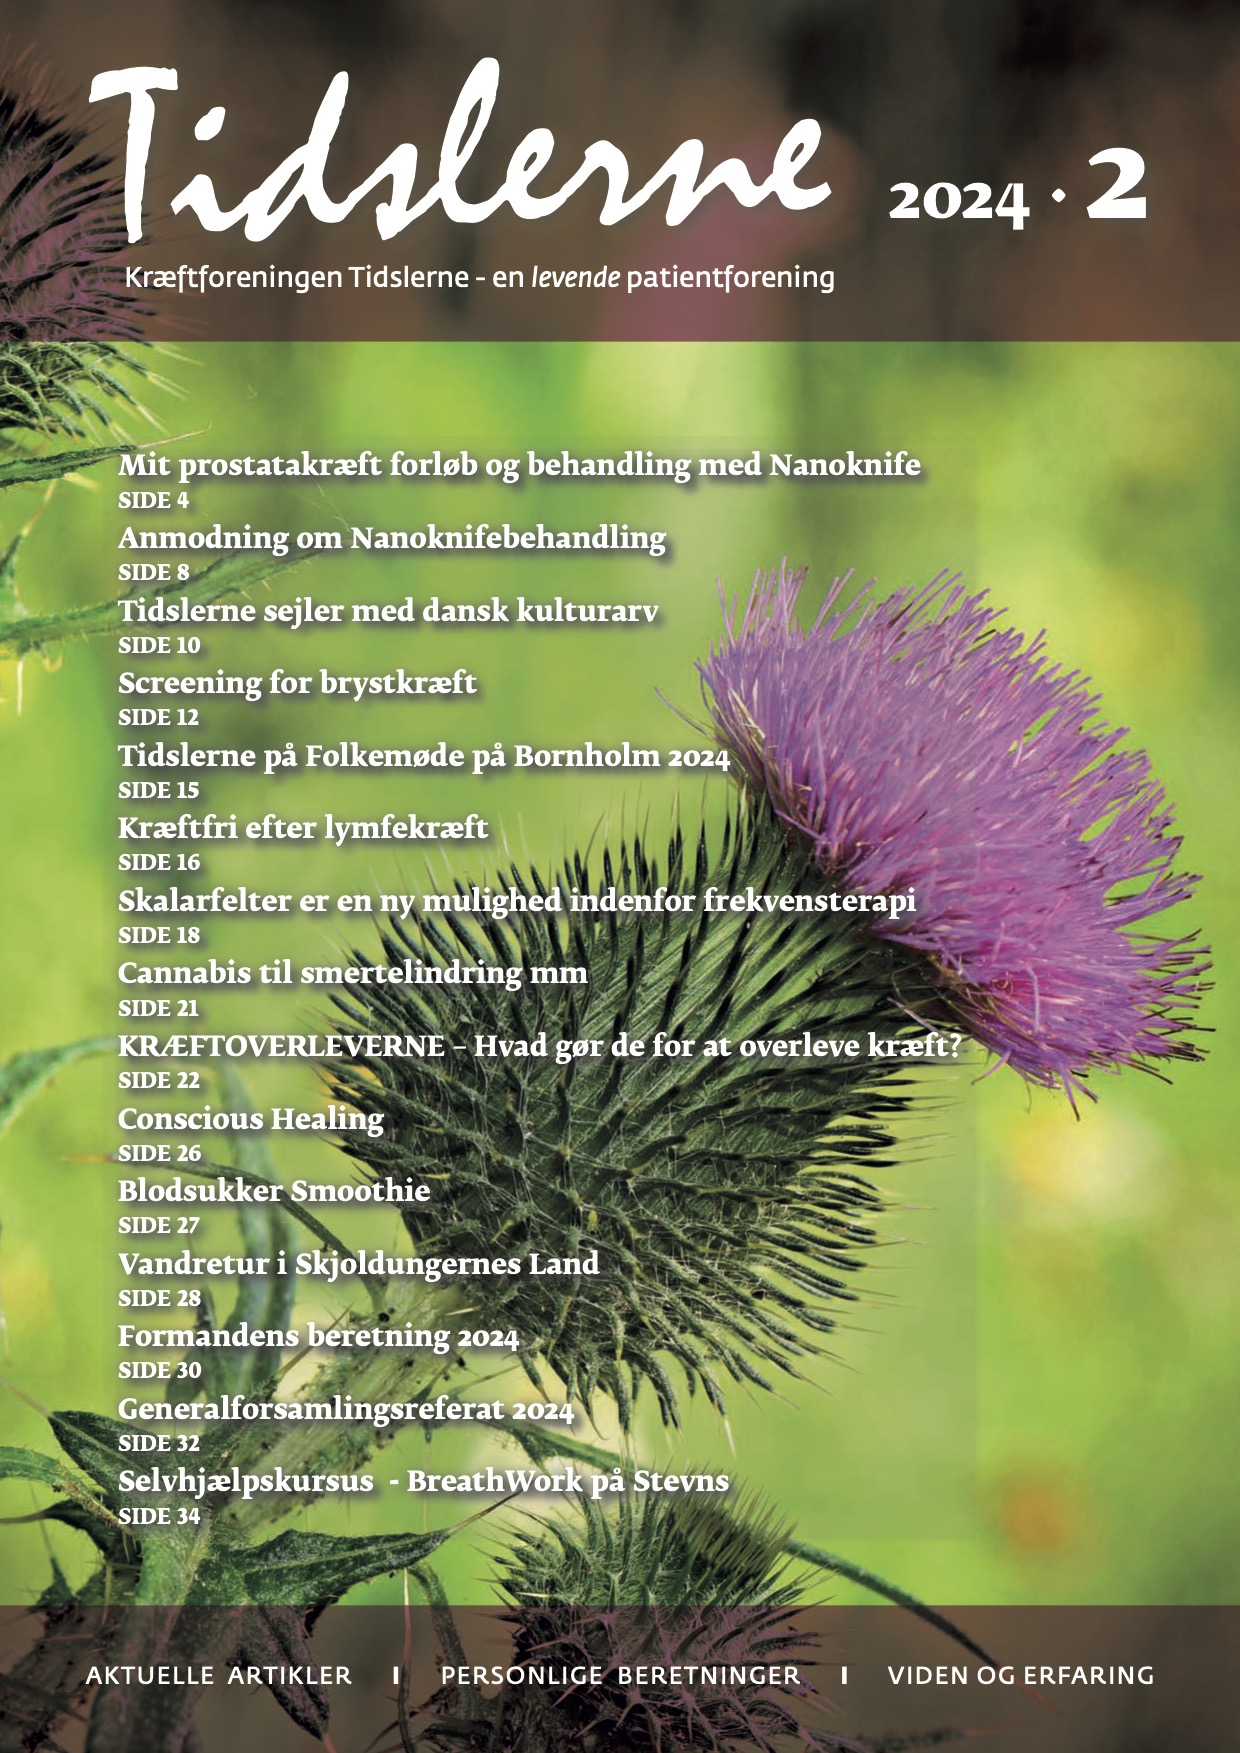 Tidslerne 2024 · 2
Kræftforeningen Tidslerne - en levende patientforening
Mit prostatakræft forløb og behandling med Nanoknife
SIDE 4
Anmodning om Nanoknifebehandling
SIDE 8
Tidslerne sejler med dansk kulturarv
SIDE 10
Screening for brystkræft
SIDE 12
Tidslerne på Folkemøde på Bornholm 2024
SIDE 15
Kræftfri efter lymfekræft
SIDE 16
Skalarfelter er en ny mulighed indenfor frekvensterapi
SIDE 18
Cannabis til smertelindring mm
SIDE 21
KRÆFTOVERLEVERNE – Hvad gør de for at overleve kræft?
SIDE 22
Conscious Healing
SIDE 26
Blodsukker Smoothie
SIDE 27
Vandretur i Skjoldungernes Land
SIDE 28
Formandens beretning 2024
SIDE 30
Generalforsamlingsreferat 2024
SIDE 32
Selvhjælpskursus - BreathWork på Stevns
SIDE 34
AKTUELLE ARTIKLER I PERSONLIGE BERETNINGER I VIDEN OG ERFARING